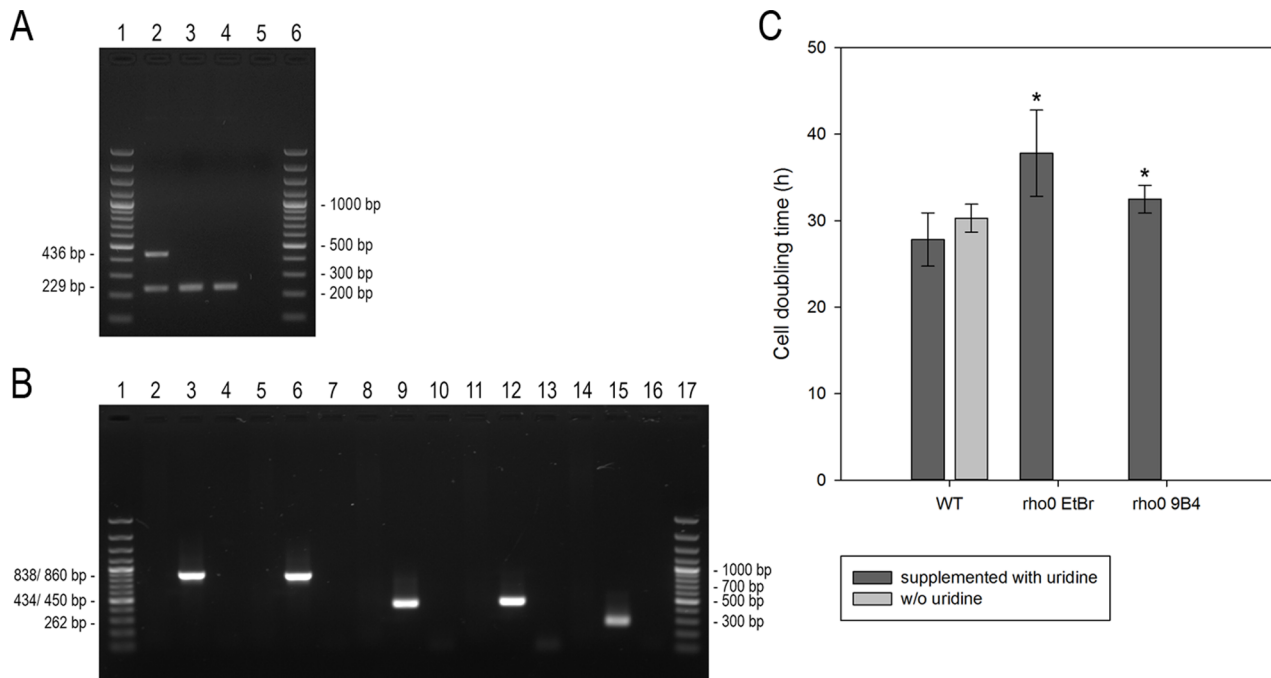 A
1 2 3 4 5 6
- 1000 bp
- 500 bp
436 bp -
- 300 bp
229 bp -
- 200 bp
B
1 2 3 4 5 6 7 8 9 10 11 12 13 14 15 16 17
838/ 860 bp -
- 1000 bp
- 700 bp
434/ 450 bp -
- 500 bp
262 bp -
- 300 bp
C
Cell doubling time (h)
50
40
30
20
10
0
*
*
WT rho0 EtBr rho0 9B4
supplemented with uridine
w/o uridine